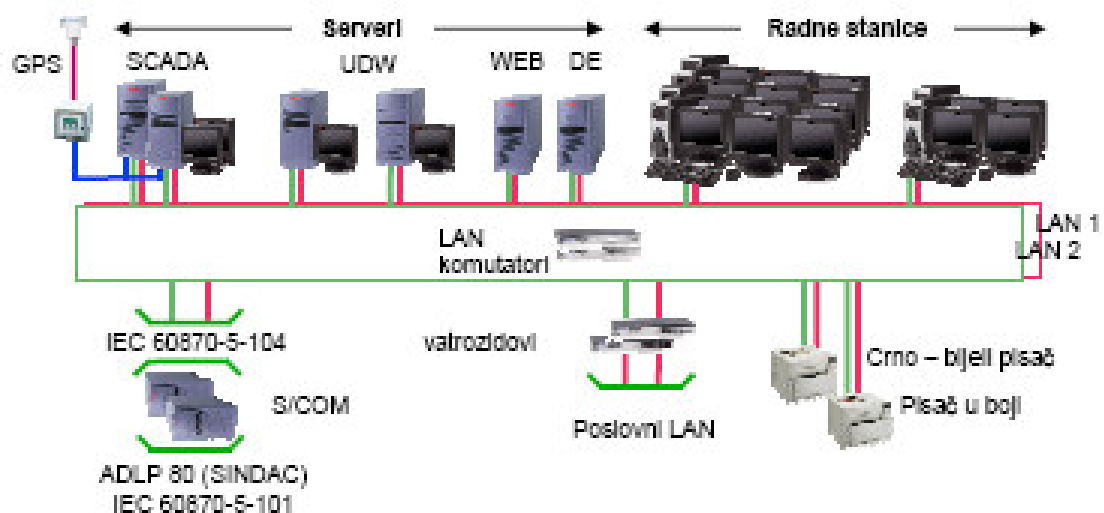 Serveri
Radne stanice
GPS
SCADA
UDW
WEB
DE
LAN 1
LAN 2
LAN
komutatori
IEC 60870-5-104
vatrozidovi
Crno – bijeli pisač
S/COM
Pisač u boji
Poslovni LAN
ADLP 80 (SINDAC)
IEC 60870-5-101